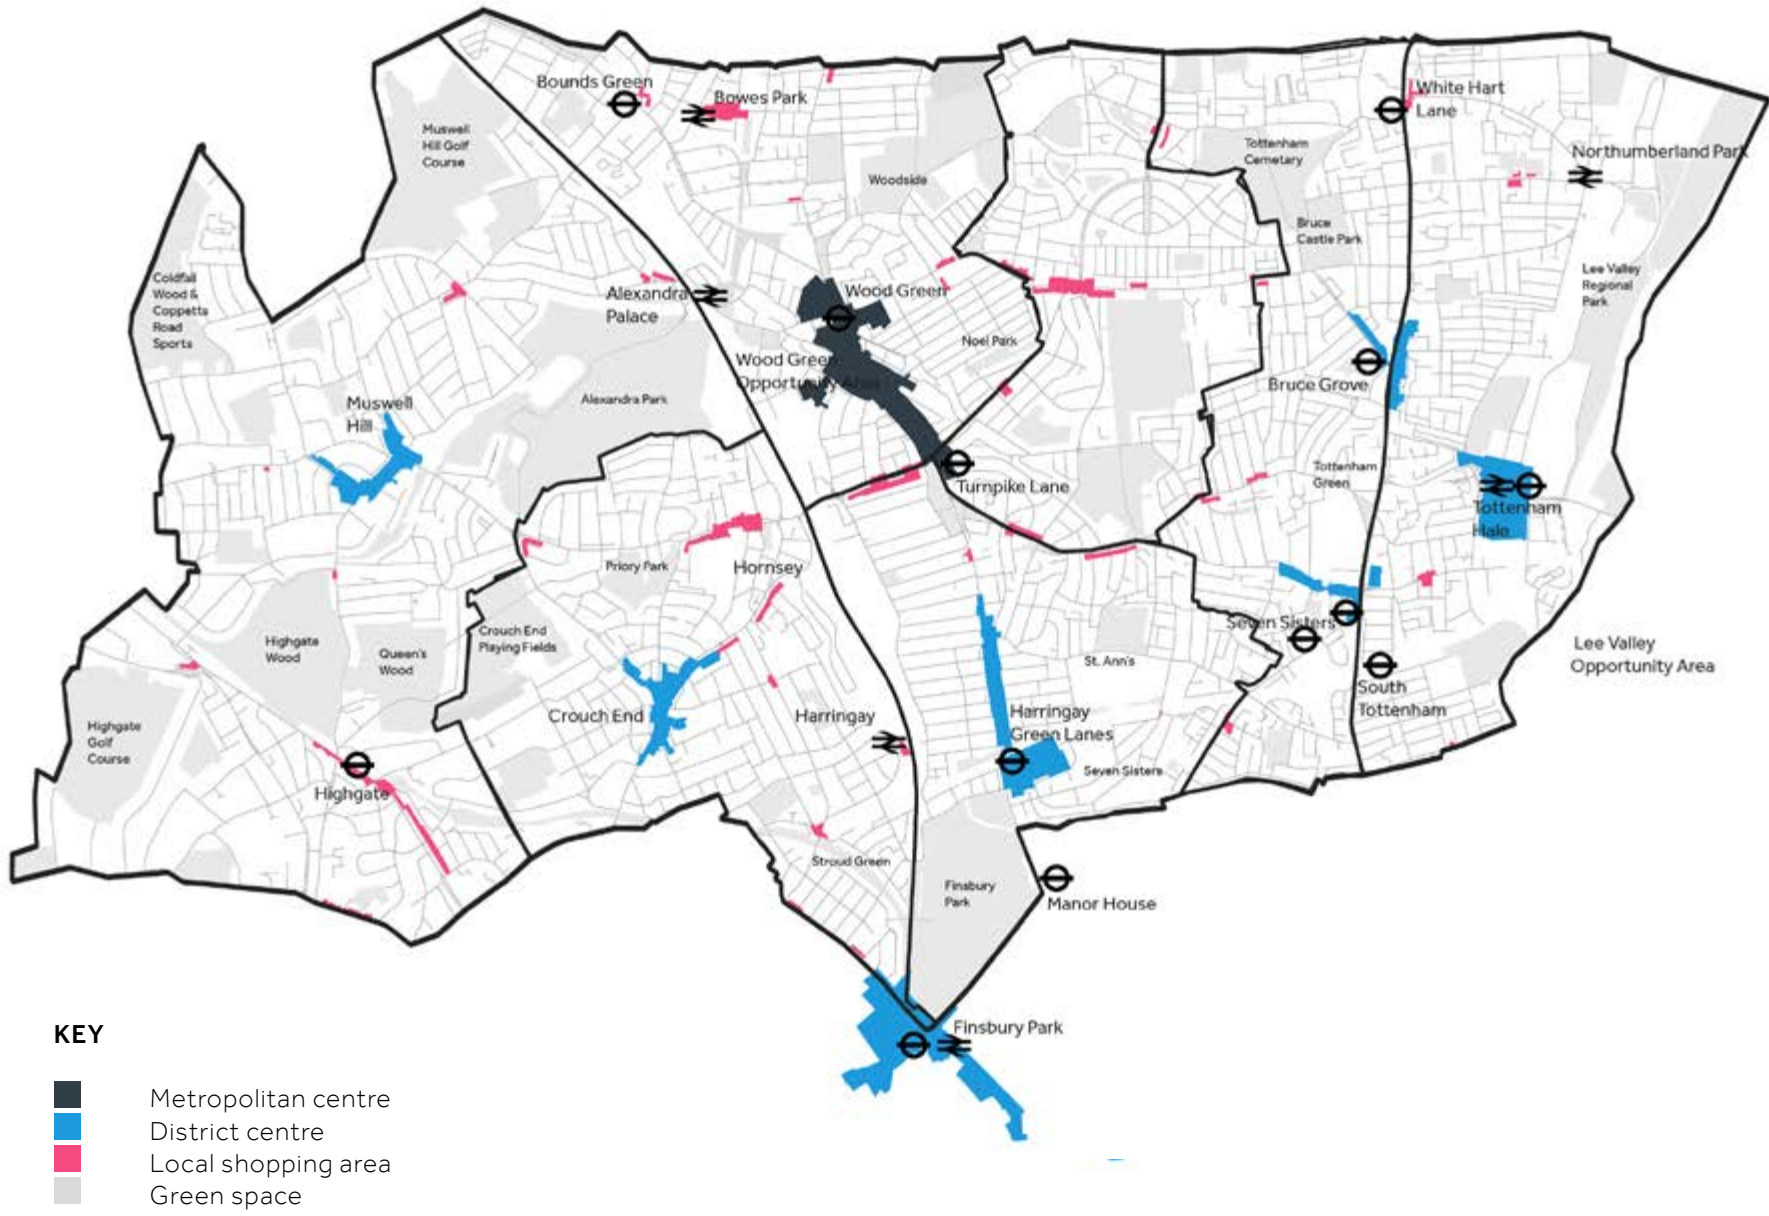 Bounds Green
Bowes Park
White Hart
Lane
Muswell
Hill Golf
Course
Tottenham
Cemetery
Northumberland Park
Woodside
Bruce
Castle Park
Coldfall
Wood &
Coppetts
Road
Sports
Lee Valley
Regional
Park
Alexandra
Palace
Wood Green
Noel Park
Wood Green
Opportunity Area
Bruce Grove
Muswell
Hill
Alexandra Park
Tottenham
Green
Turnpike Lane
Tottenham
Hale
Priory Park
Hornsey
Highgate
Wood
Queen's
Wood
Crouch End
Playing Fields
Seven Sisters
Lee Valley
Opportunity Area
St. Ann's
South
Tottenham
Highgate
Golf
Course
Crouch End
Harringay
Harringay
Green Lanes
Seven Sisters
Highgate
Stroud Green
Finsbury
Park
Manor House
Finsbury Park
KEY
Metropolitan centre
District centre
Local shopping area
Green space